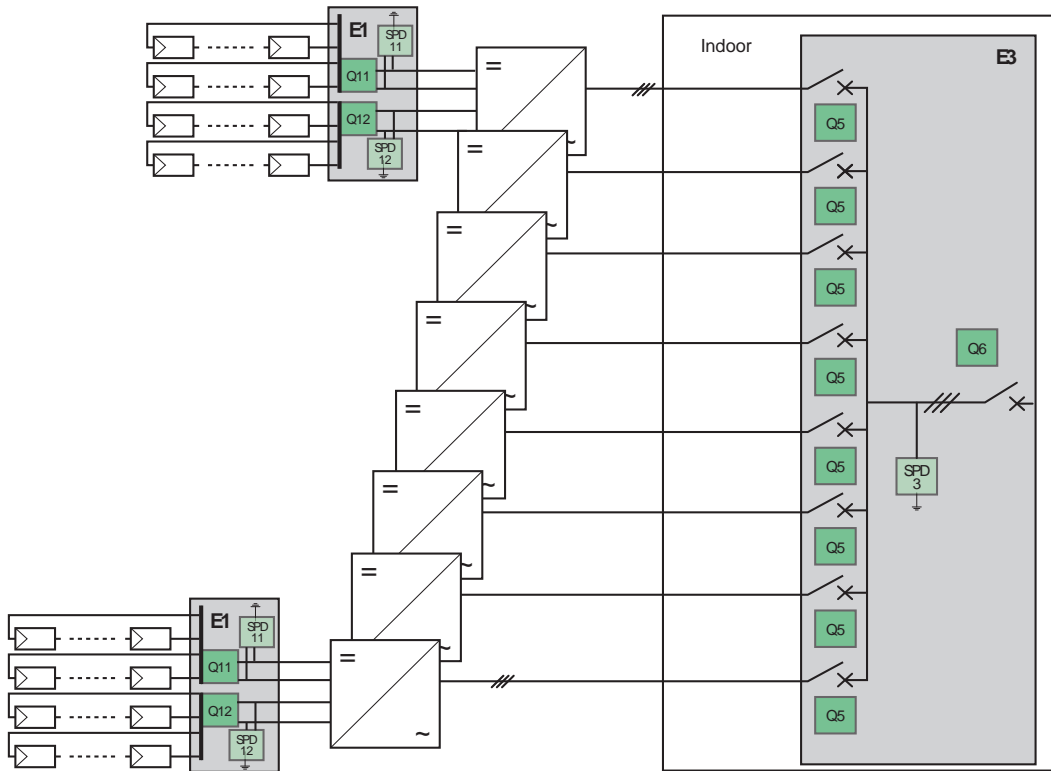 E1
SPD
11
Q11
Q12
SPD
12
=
~
=
~
=
~
=
~
=
~
=
~
=
~
=
~
Indoor
E3
Q5
Q5
Q5
Q5
Q5
Q5
Q5
Q5
Q6
SPD
3
E1
SPD
11
Q11
Q12
SPD
12